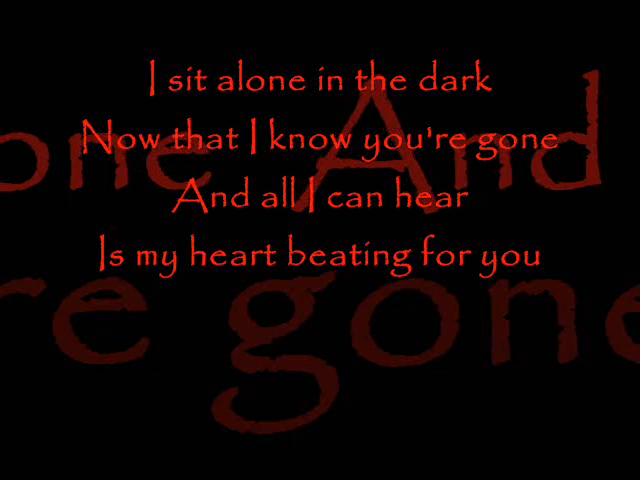 I sit alone in the dark
Now that I know you're gone
And all I can hear
Is my heart beating for you
one And
re gone